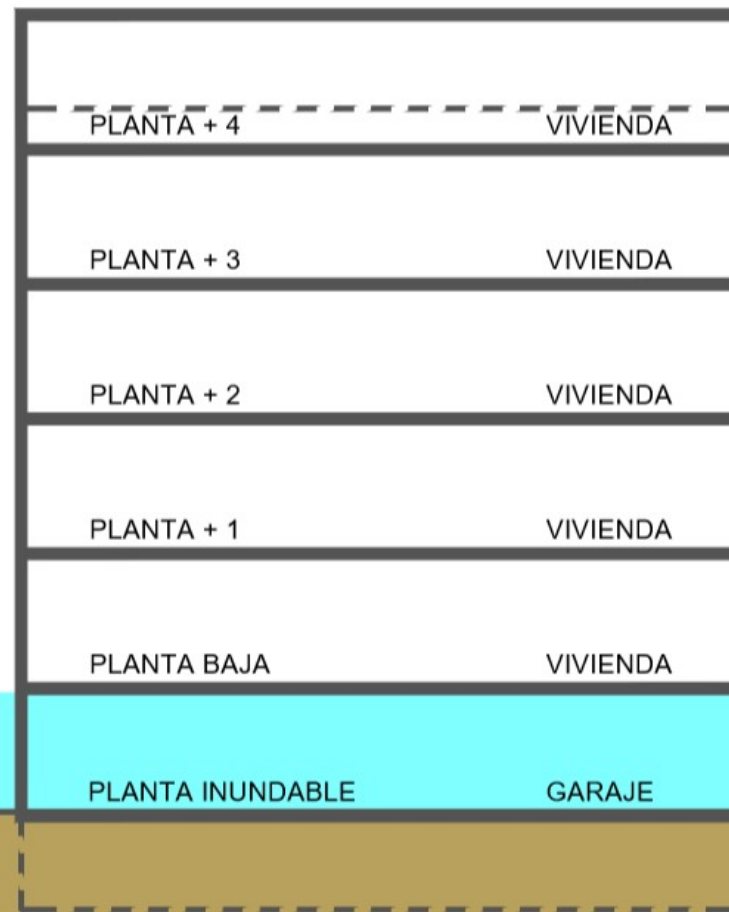 PLANTA + 4 VIVIENDA
PLANTA + 3 VIVIENDA
PLANTA + 2 VIVIENDA
PLANTA + 1 VIVIENDA
PLANTA BAJA VIVIENDA
PLANTA INUNDABLE GARAJE